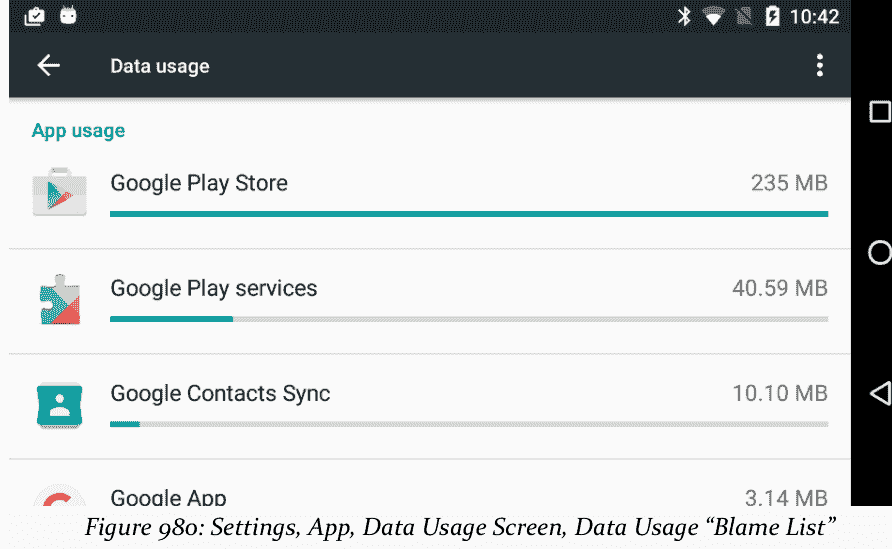 10:42
Data usage
App usage
Google Play Store 235 MB
Google Play services 40.59 MB
Google Contacts Sync 10.10 MB
Google App 3.14 MB
Figure 980: Settings, App, Data Usage Screen, Data Usage “Blame List”